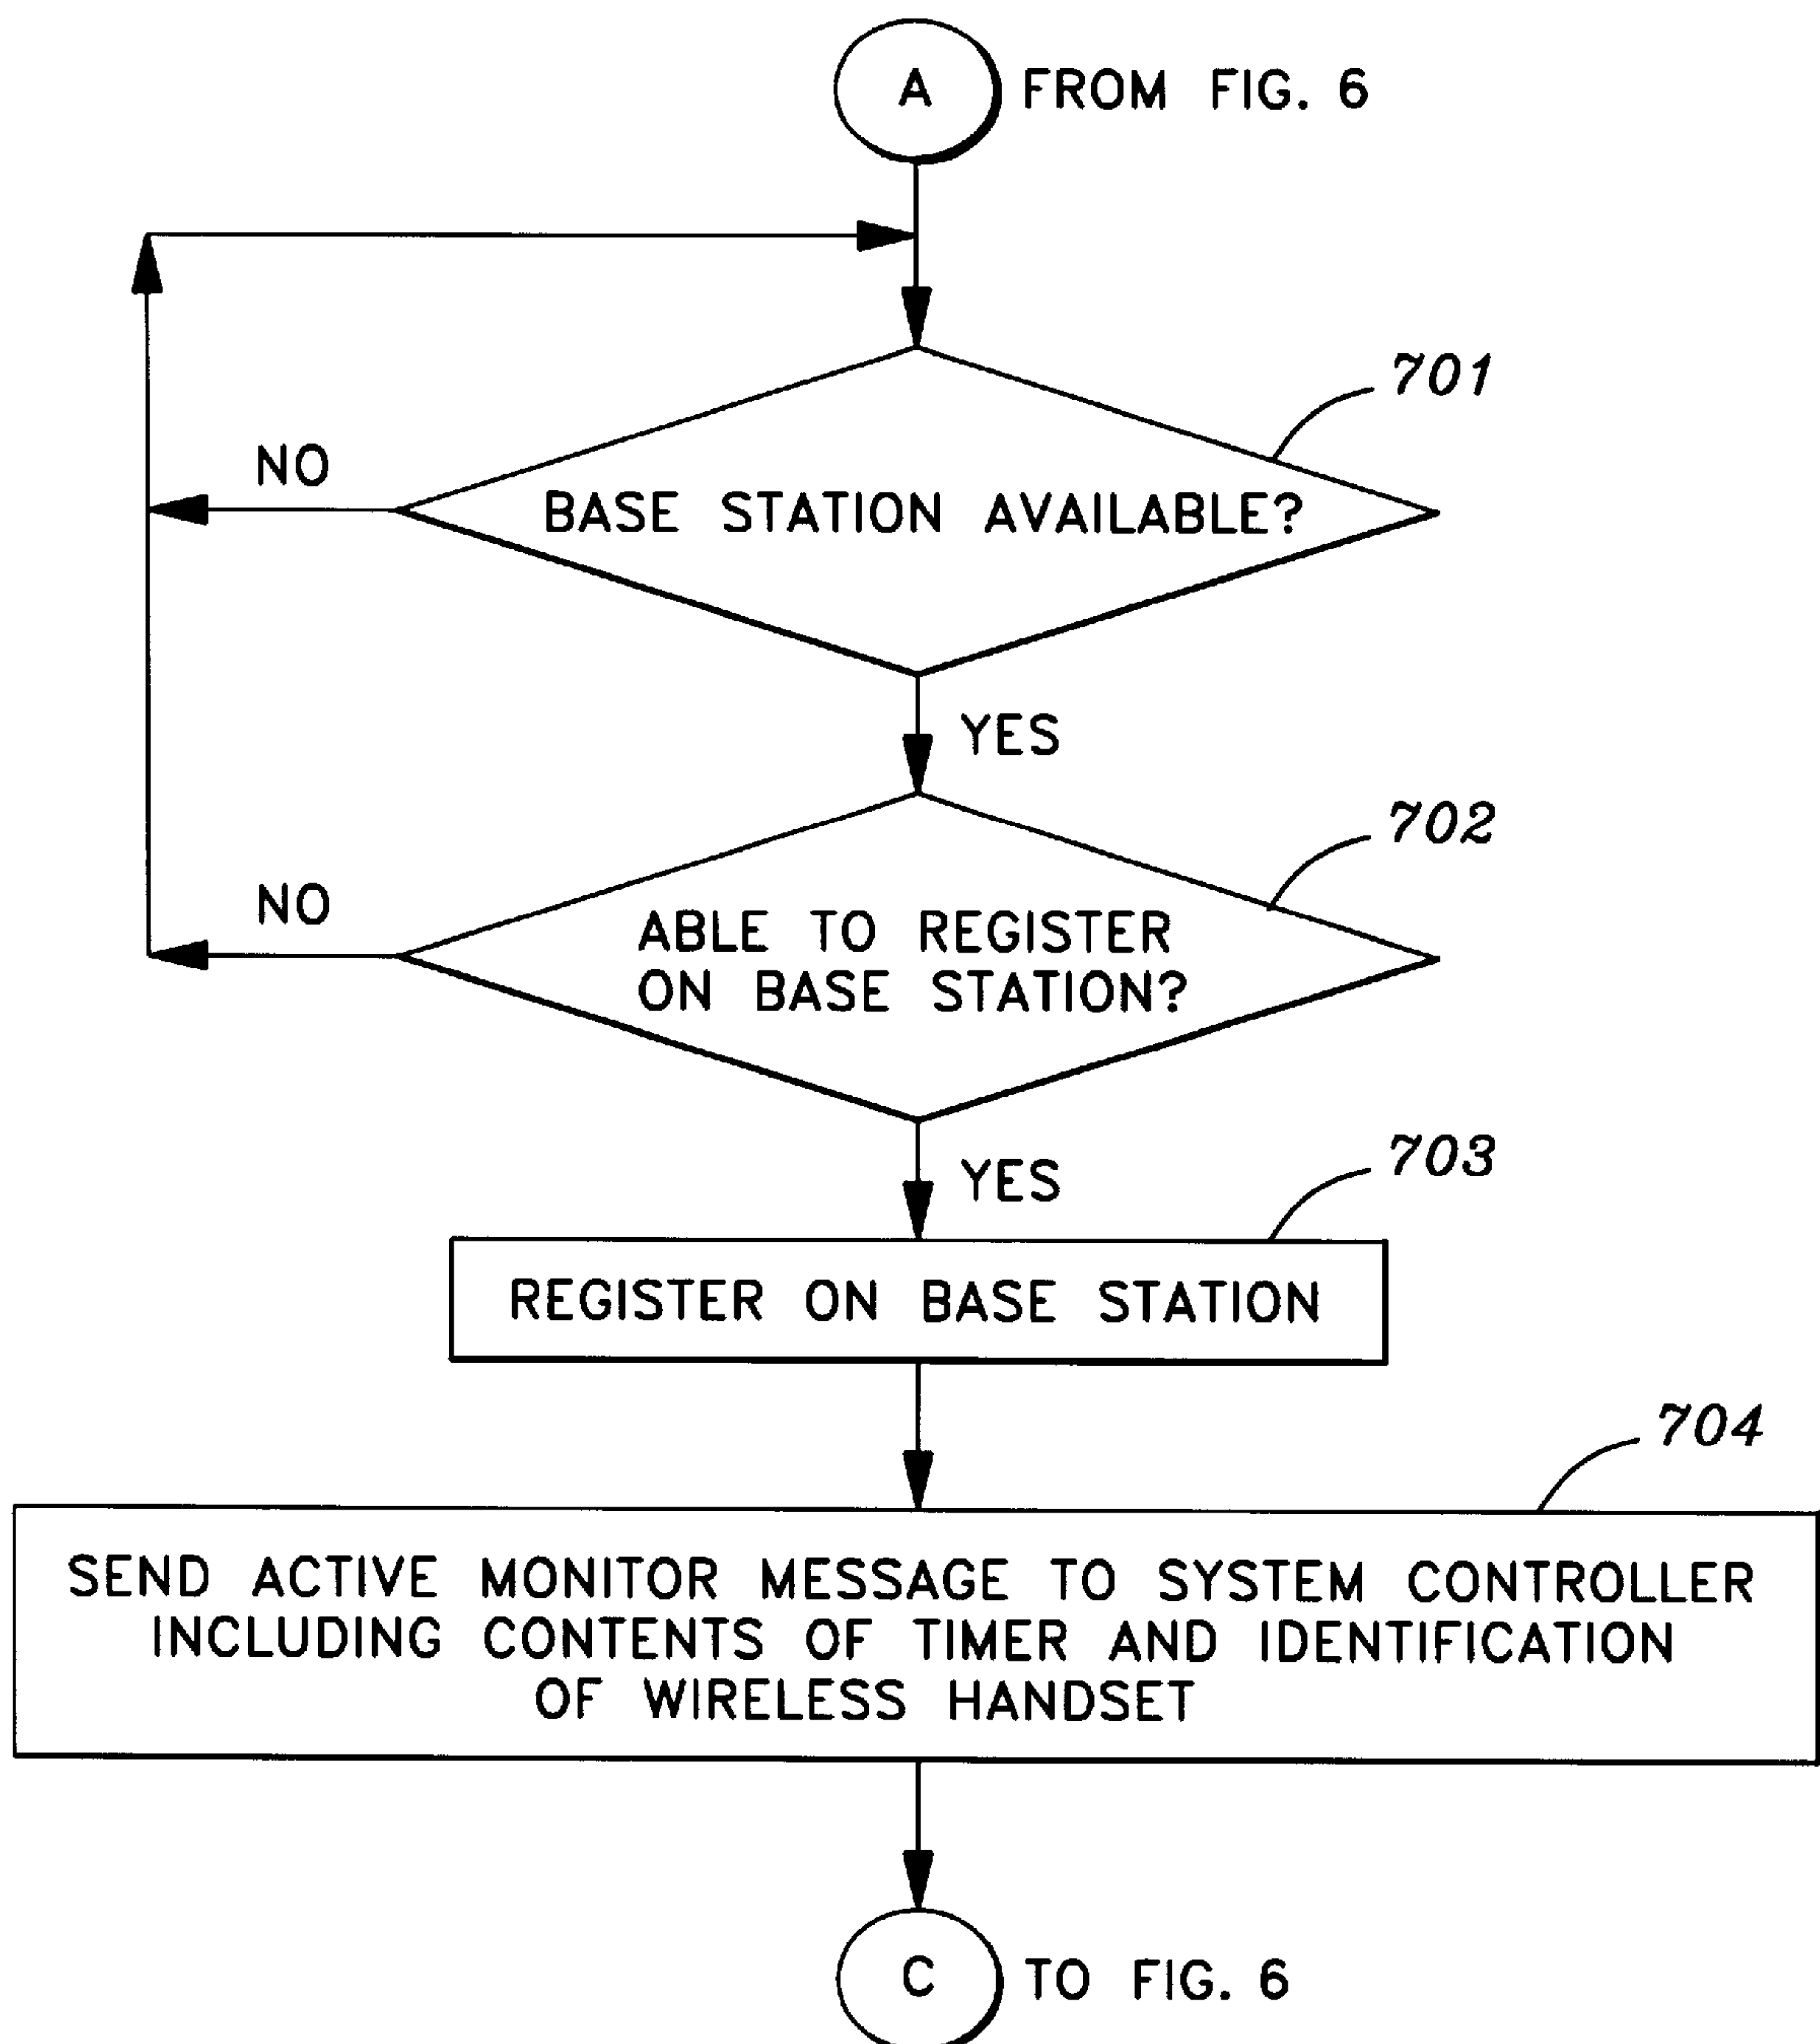 A FROM FIG. 6
701
NO
BASE STATION AVAILABLE?
YES
702
NO
ABLE TO REGISTER
ON BASE STATION?
YES
703
REGISTER ON BASE STATION
704
SEND ACTIVE MONITOR MESSAGE TO SYSTEM CONTROLLER
INCLUDING CONTENTS OF TIMER AND IDENTIFICATION
OF WIRELESS HANDSET
C TO FIG. 6